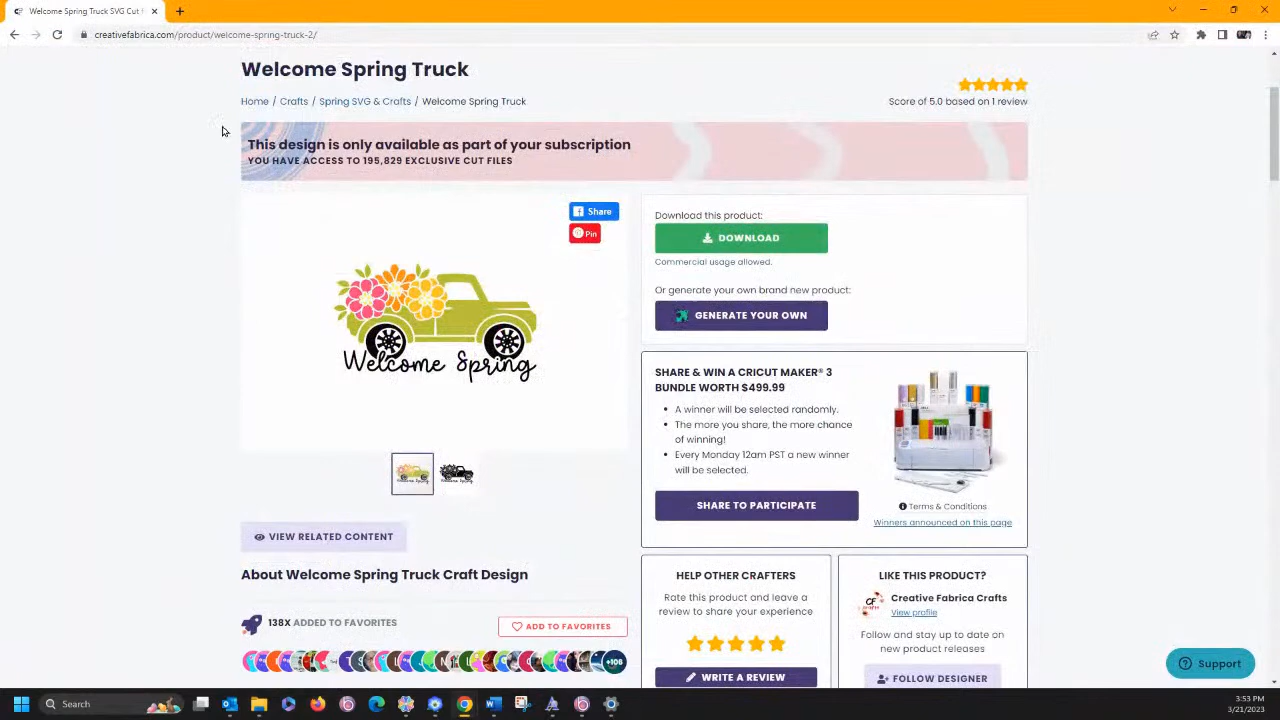 Welcome Spring Truck SVG Cut F
creativefabrica.com/product/welcome-spring-truck-2/
Welcome Spring Truck
Home / Crafts / Spring SVG & Crafts / Welcome Spring Truck
Score of 5.0 based on 1 review
This design is only available as part of your subscription
YOU HAVE ACCESS TO 195,829 EXCLUSIVE CUT FILES
Share
Pin
Welcome Spring
Download this product:
DOWNLOAD
Commercial usage allowed.
Or generate your own brand new product:
GENERATE YOUR OWN
SHARE & WIN A CRICUT MAKER® 3
BUNDLE WORTH $499.99
• A winner will be selected randomly.
• The more you share, the more chance
of winning!
• Every Monday 12am PST a new winner
will be selected.
SHARE TO PARTICIPATE
Terms & Conditions
Winners announced on this page
VIEW RELATED CONTENT
About Welcome Spring Truck Craft Design
138X ADDED TO FAVORITES
ADD TO FAVORITES
+106
HELP OTHER CRAFTERS
Rate this product and leave a
review to share your experience
WRITE A REVIEW
LIKE THIS PRODUCT?
Creative Fabrica Crafts
View profile
Follow and stay up to date on
new product releases
FOLLOW DESIGNER
Support
Search
3:53 PM
3/21/2023